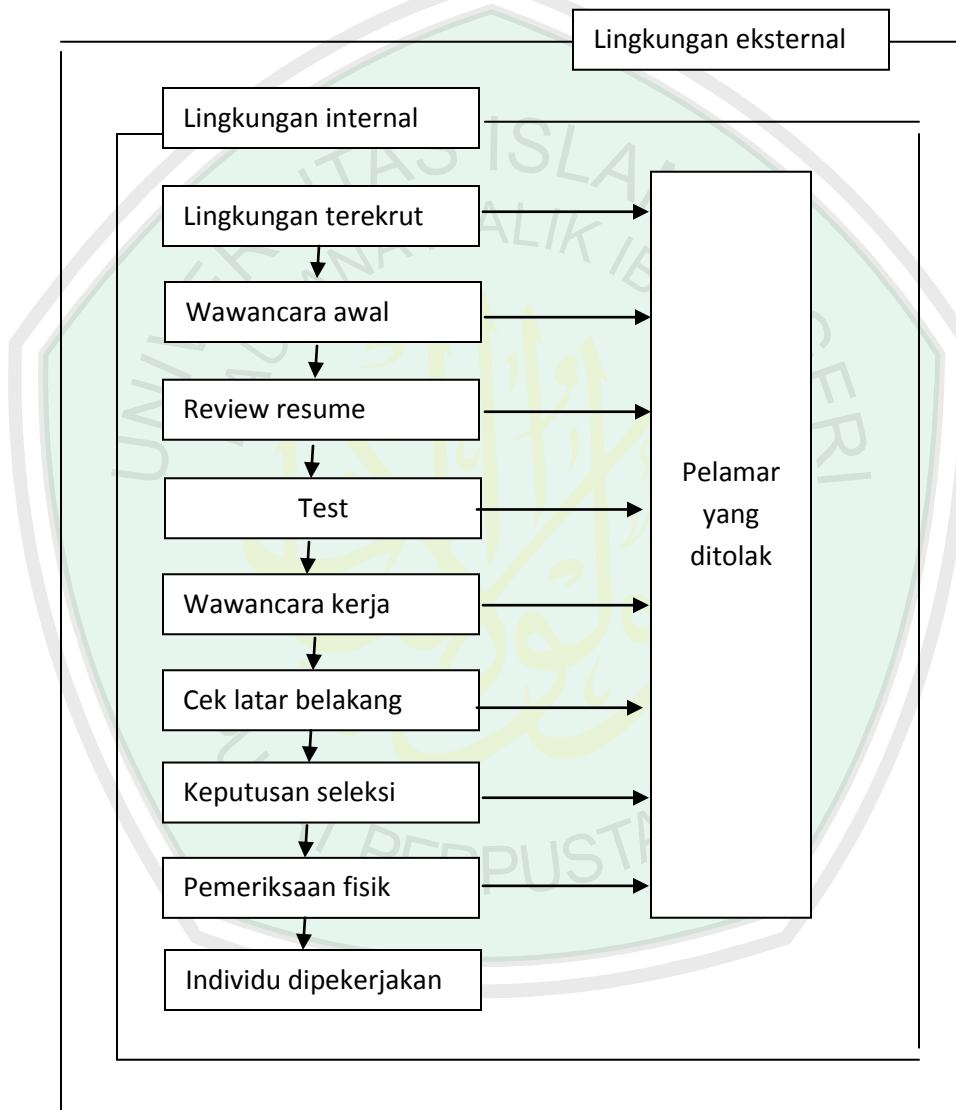 Lingkungan eksternal
Lingkungan internal
Lingkungan terekrut
Wawancara awal
Review resume
Test
Wawancara kerja
Cek latar belakang
Keputusan seleksi
Pemeriksaan fisik
Individu dipekerjakan
Pelamar
yang
ditolak